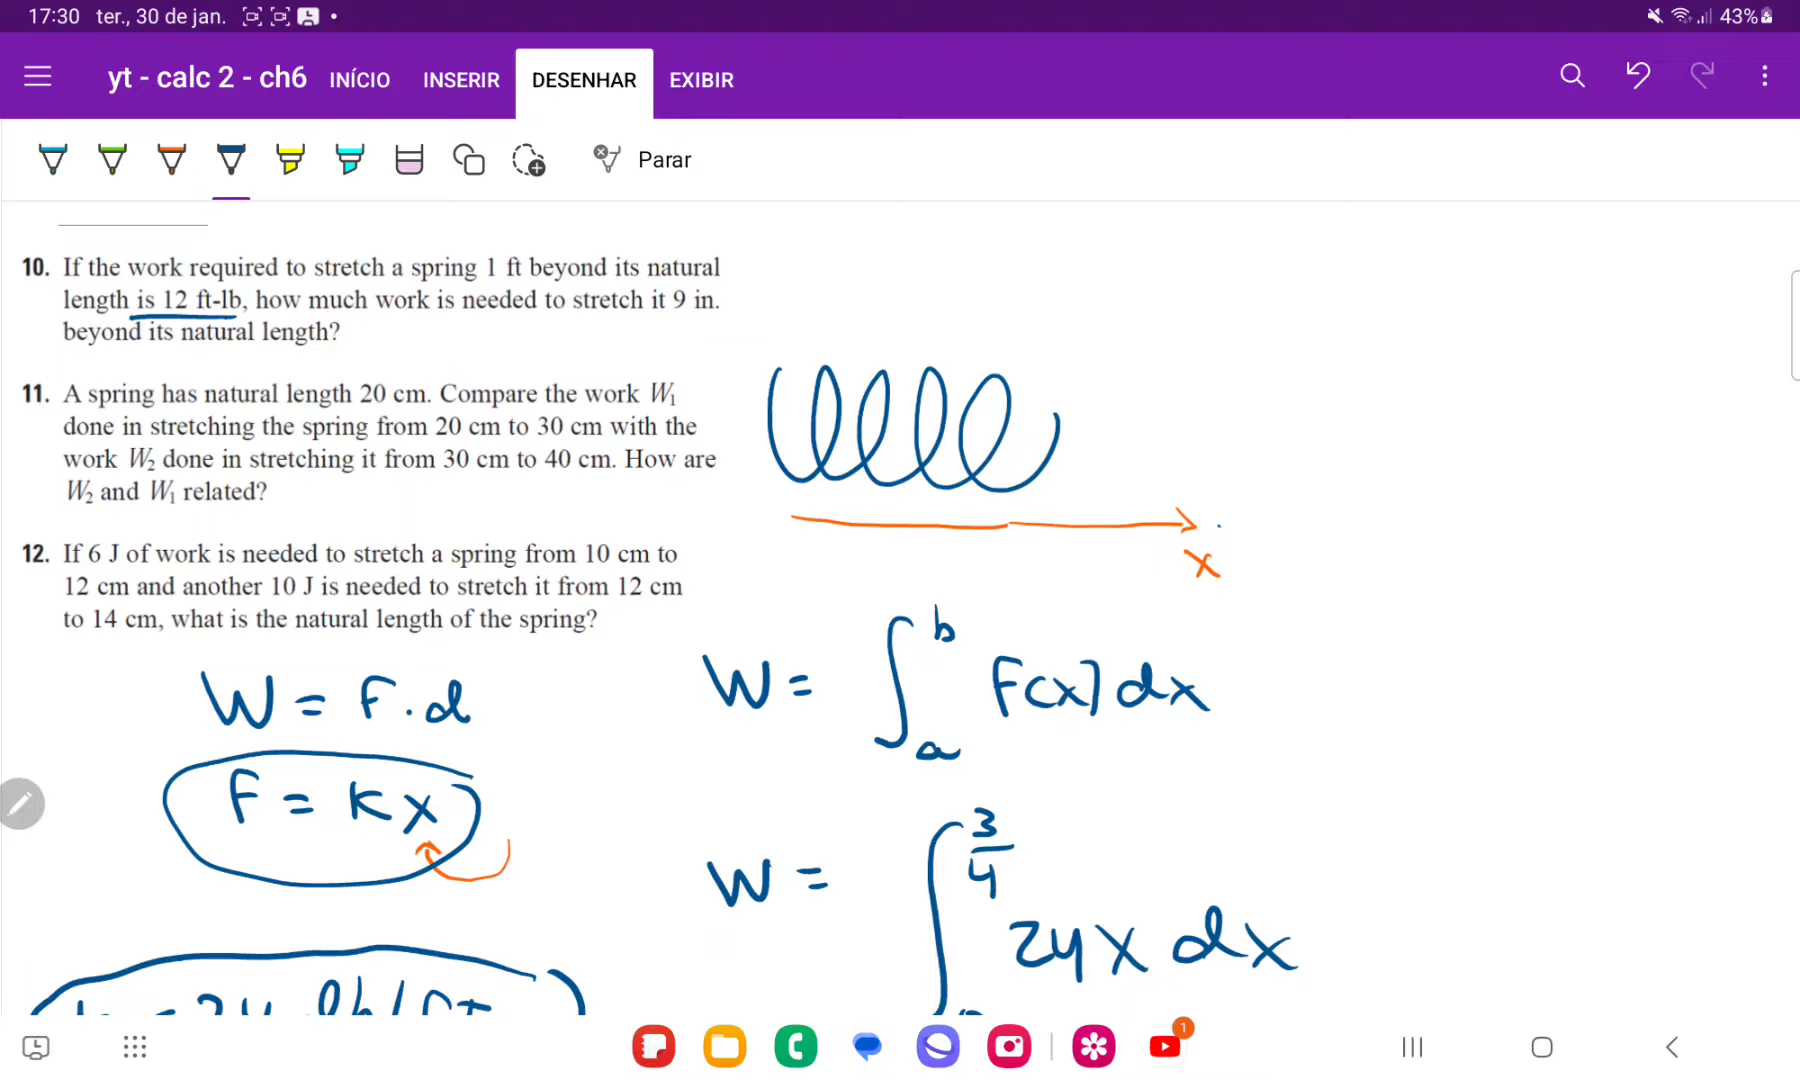 17:30 ter., 30 de jan.
43%
yt - calc 2 - ch6 INÍCIO INSERIR DESENHAR EXIBIR
Parar
10. If the work required to stretch a spring 1 ft beyond its natural
length is 12 ft-lb, how much work is needed to stretch it 9 in.
beyond its natural length?
11. A spring has natural length 20 cm. Compare the work W₁
done in stretching the spring from 20 cm to 30 cm with the
work W₂ done in stretching it from 30 cm to 40 cm. How are
W₂ and W₁ related?
12. If 6 J of work is needed to stretch a spring from 10 cm to
12 cm and another 10 J is needed to stretch it from 12 cm
to 14 cm, what is the natural length of the spring?
x
W = F . d
W = ∫_a^b F(x) dx
F = Kx
W = ∫^{3/4} 24x dx
1